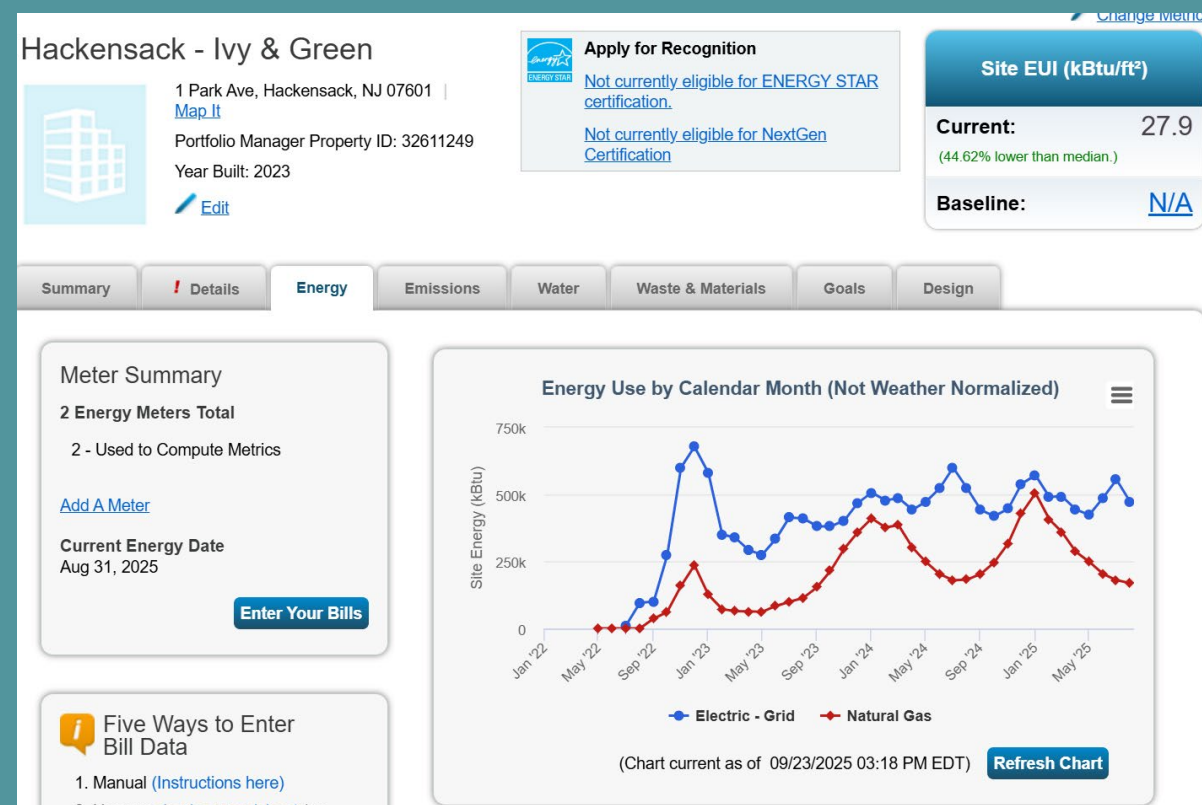 Change Metric
Hackensack - Ivy & Green
1 Park Ave, Hackensack, NJ 07601 |
Map It
Portfolio Manager Property ID: 32611249
Year Built: 2023
Edit
ENERGY STAR
Apply for Recognition
Not currently eligible for ENERGY STAR
certification.
Not currently eligible for NextGen
Certification
Site EUI (kBtu/ft²)
Current: 27.9
(44.62% lower than median.)
Baseline: N/A
Summary ! Details Energy Emissions Water Waste & Materials Goals Design
Meter Summary
2 Energy Meters Total
2 - Used to Compute Metrics
Add A Meter
Current Energy Date
Aug 31, 2025
Enter Your Bills
Five Ways to Enter
Bill Data
1. Manual (Instructions here)
Energy Use by Calendar Month (Not Weather Normalized)
Site Energy (kBtu)
750k
500k
250k
0
Jan '22 May '22 Sep '22 Jan '23 May '23 Sep '23 Jan '24 May '24 Sep '24 Jan '25 May '25
Electric - Grid Natural Gas
(Chart current as of 09/23/2025 03:18 PM EDT) Refresh Chart